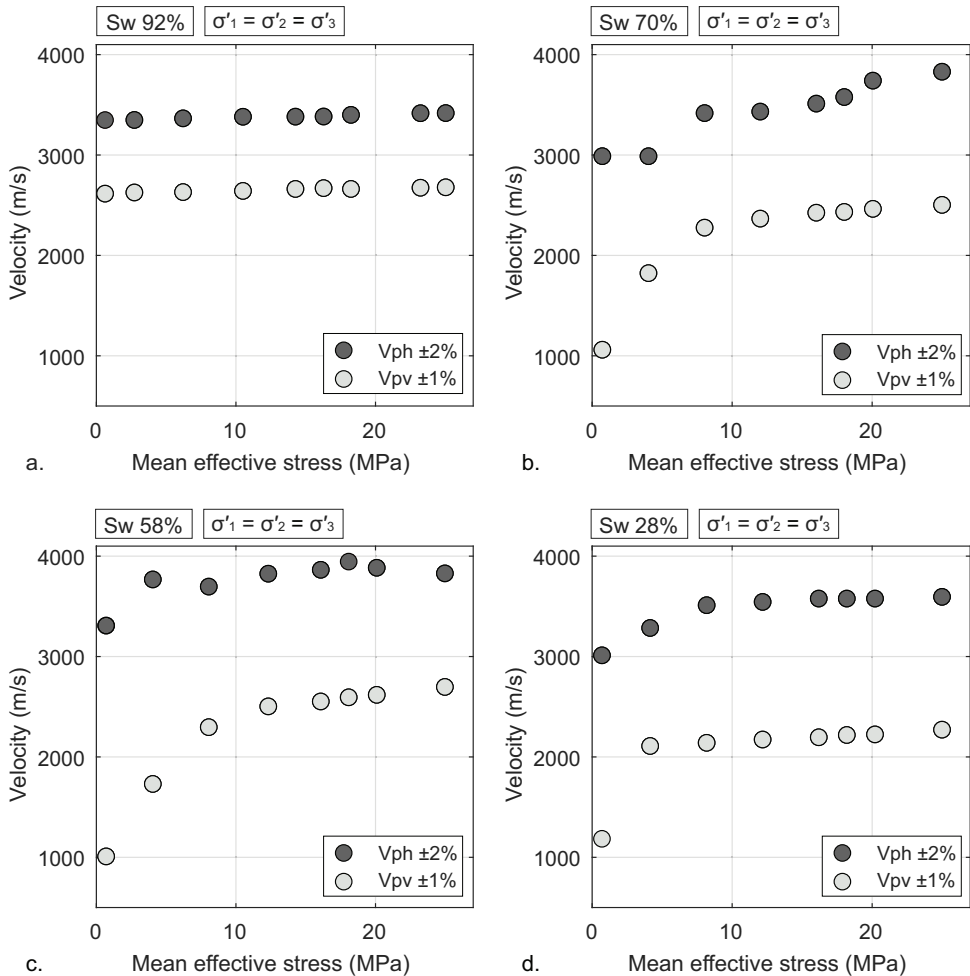 Sw 92% σ′₁ = σ′₂ = σ′₃
4000
3000
2000
1000
Velocity (m/s)
Vph ±2%
Vpv ±1%
0 10 20
a. Mean effective stress (MPa)
Sw 70% σ′₁ = σ′₂ = σ′₃
4000
3000
2000
1000
Velocity (m/s)
Vph ±2%
Vpv ±1%
0 10 20
b. Mean effective stress (MPa)
Sw 58% σ′₁ = σ′₂ = σ′₃
4000
3000
2000
1000
Velocity (m/s)
Vph ±2%
Vpv ±1%
0 10 20
c. Mean effective stress (MPa)
Sw 28% σ′₁ = σ′₂ = σ′₃
4000
3000
2000
1000
Velocity (m/s)
Vph ±2%
Vpv ±1%
0 10 20
d. Mean effective stress (MPa)